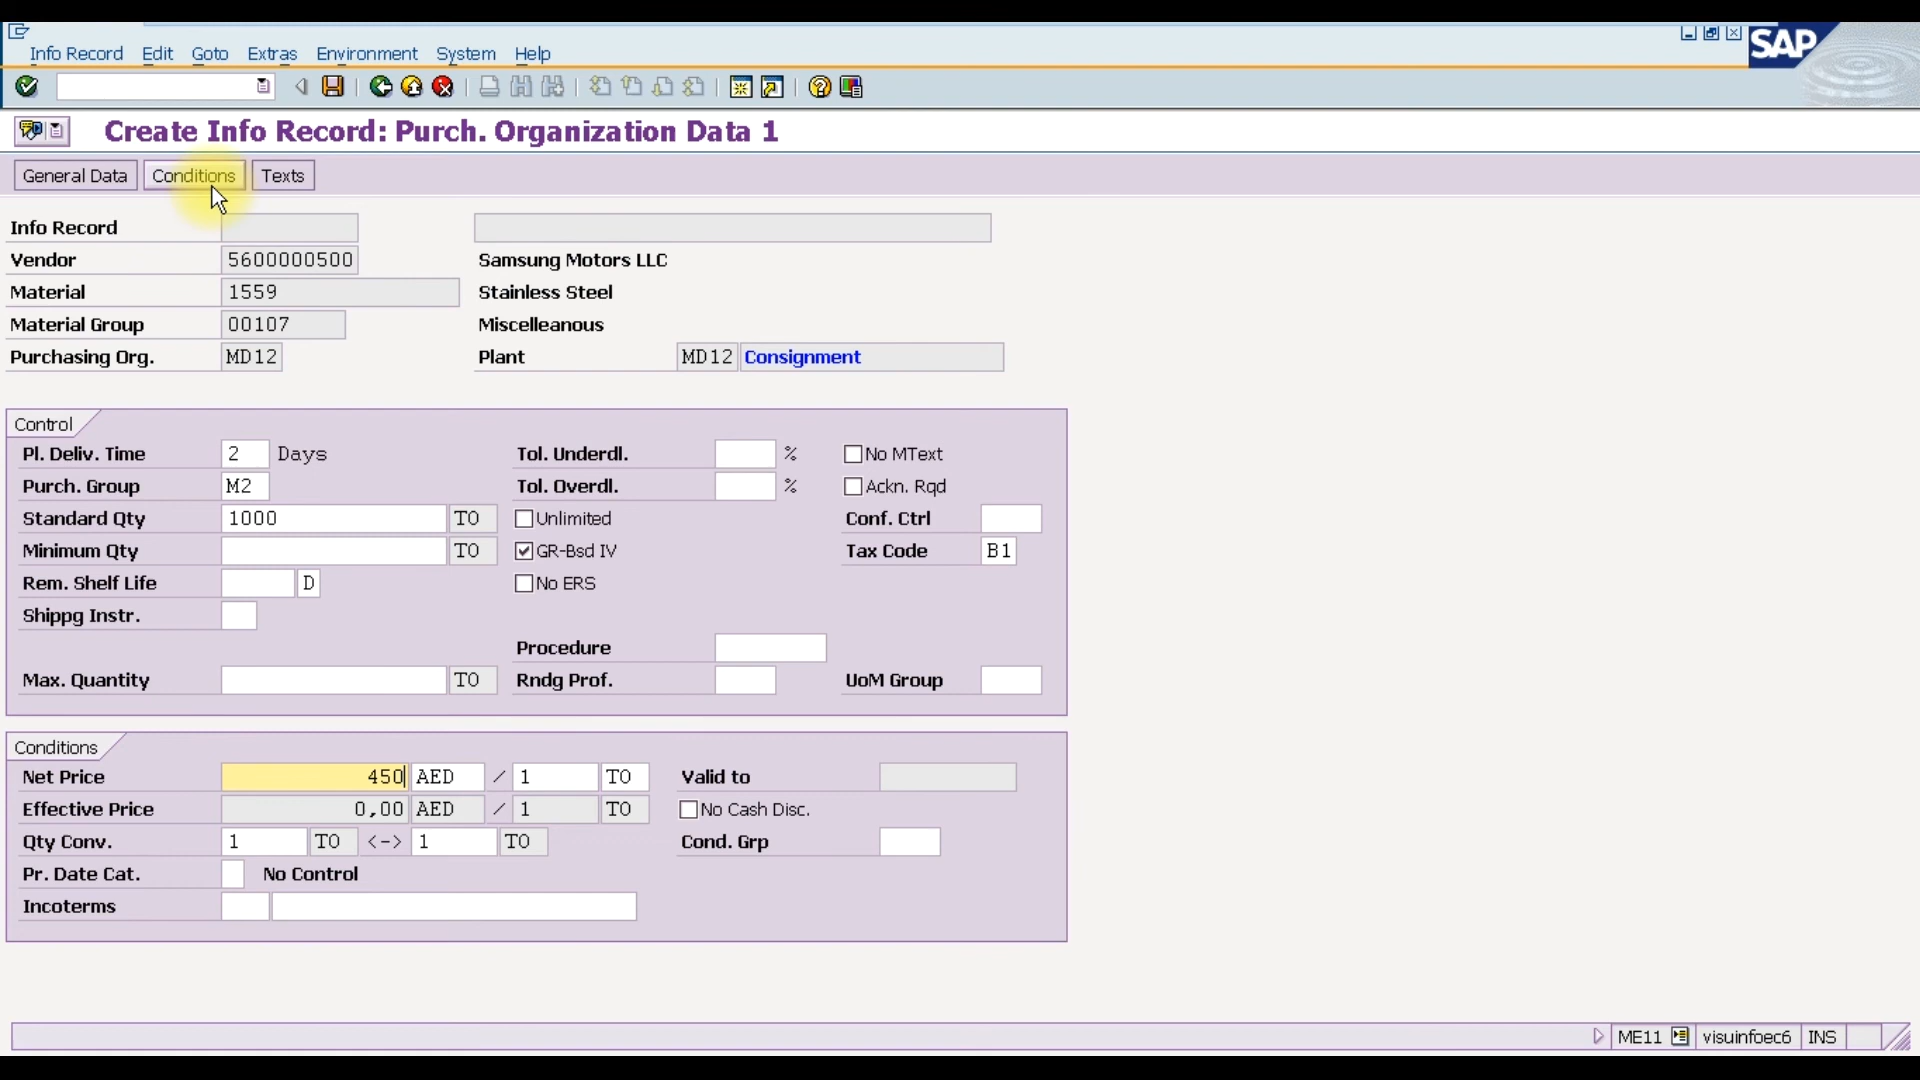 Info Record Edit Goto Extras Environment System Help
SAP
Create Info Record: Purch. Organization Data 1
General Data Conditions Texts
Info Record
Vendor 5600000500 Samsung Motors LLC
Material 1559 Stainless Steel
Material Group 00107 Miscelleanous
Purchasing Org. MD12 Plant MD12 Consignment
Control
Pl. Deliv. Time 2 Days Tol. Underdl. % No MText
Purch. Group M2 Tol. Overdl. % Ackn. Rqd
Standard Qty 1000 TO Unlimited Conf. Ctrl
Minimum Qty TO GR-Bsd IV Tax Code B1
Rem. Shelf Life D No ERS
Shippg Instr.
Procedure
Max. Quantity TO Rndg Prof. UoM Group
Conditions
Net Price 450 AED / 1 TO Valid to
Effective Price 0,00 AED / 1 TO No Cash Disc.
Qty Conv. 1 TO <-> 1 TO Cond. Grp
Pr. Date Cat. No Control
Incoterms
ME11 visuinfoec6 INS